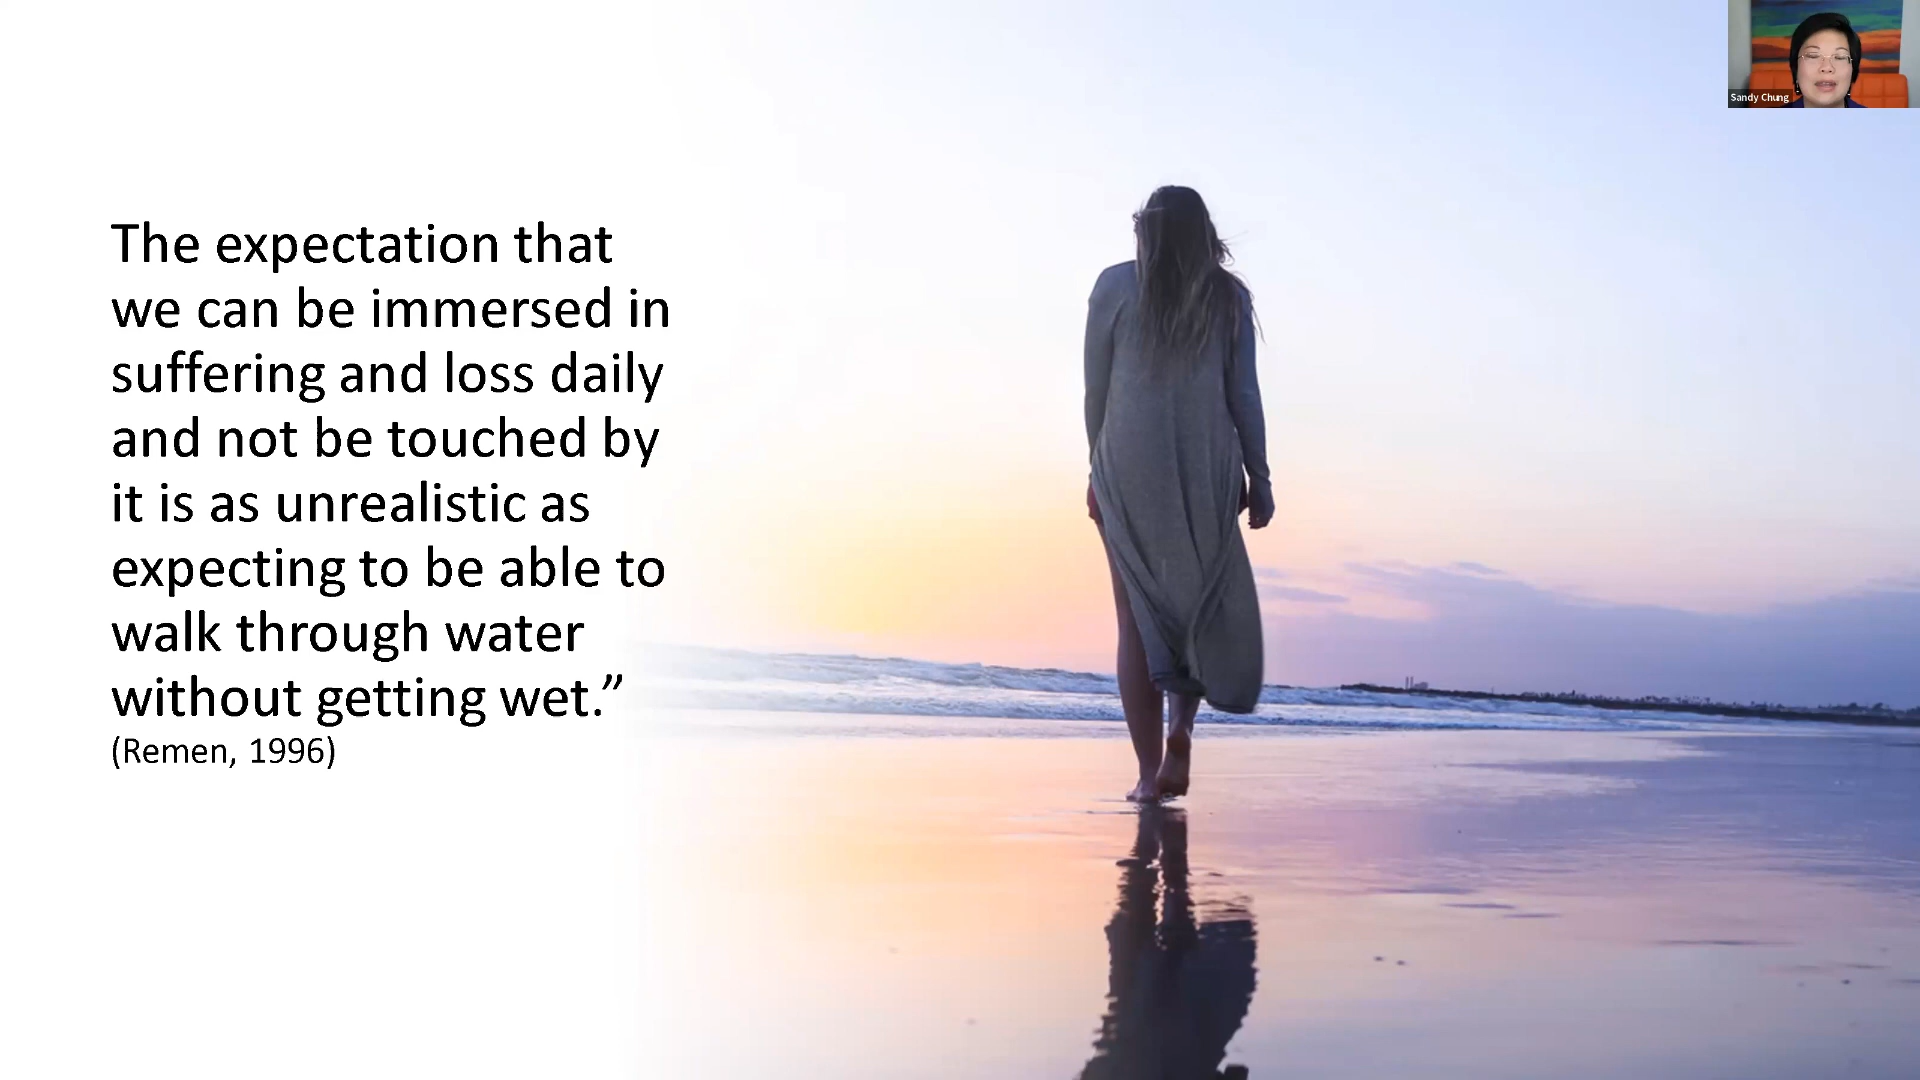 The expectation that
we can be immersed in
suffering and loss daily
and not be touched by
it is as unrealistic as
expecting to be able to
walk through water
without getting wet.”
(Remen, 1996)
Sandy Chung